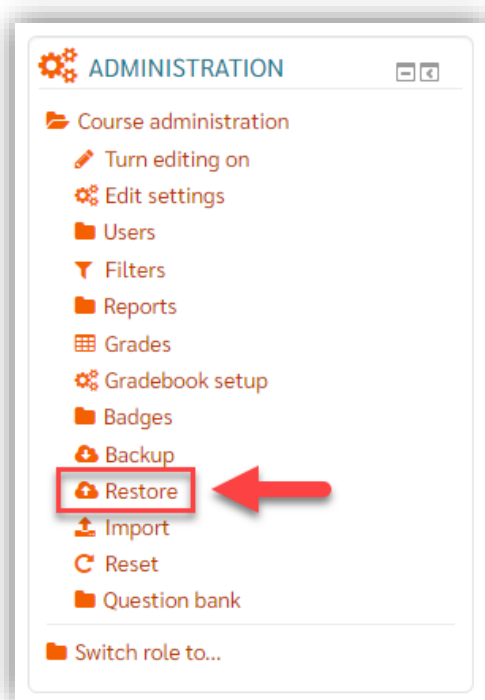 ADMINISTRATION
Course administration
Turn editing on
Edit settings
Users
Filters
Reports
Grades
Gradebook setup
Badges
Backup
Restore
Import
Reset
Question bank
Switch role to...